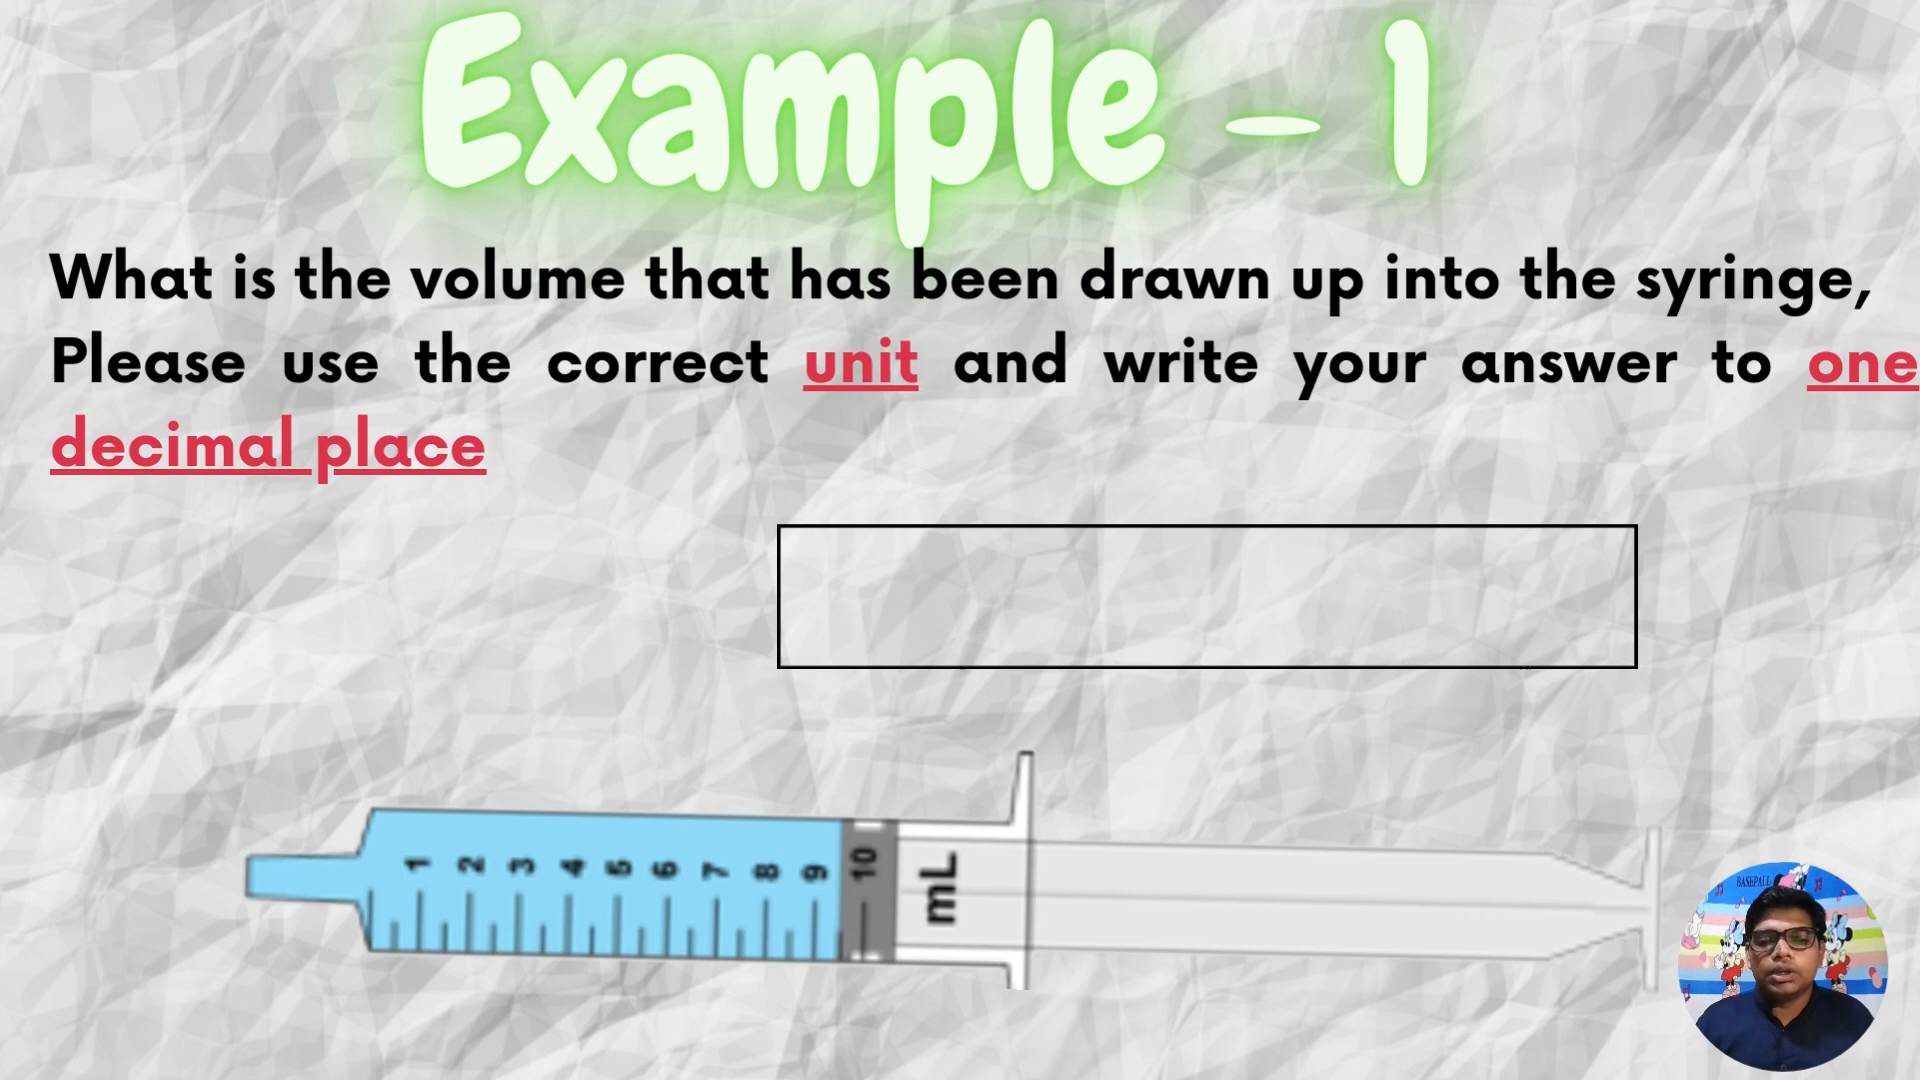 Example - 1
What is the volume that has been drawn up into the syringe,
Please use the correct unit and write your answer to one
decimal place
1 2 3 4 5 6 7 8 9 10 mL
BASEPALL